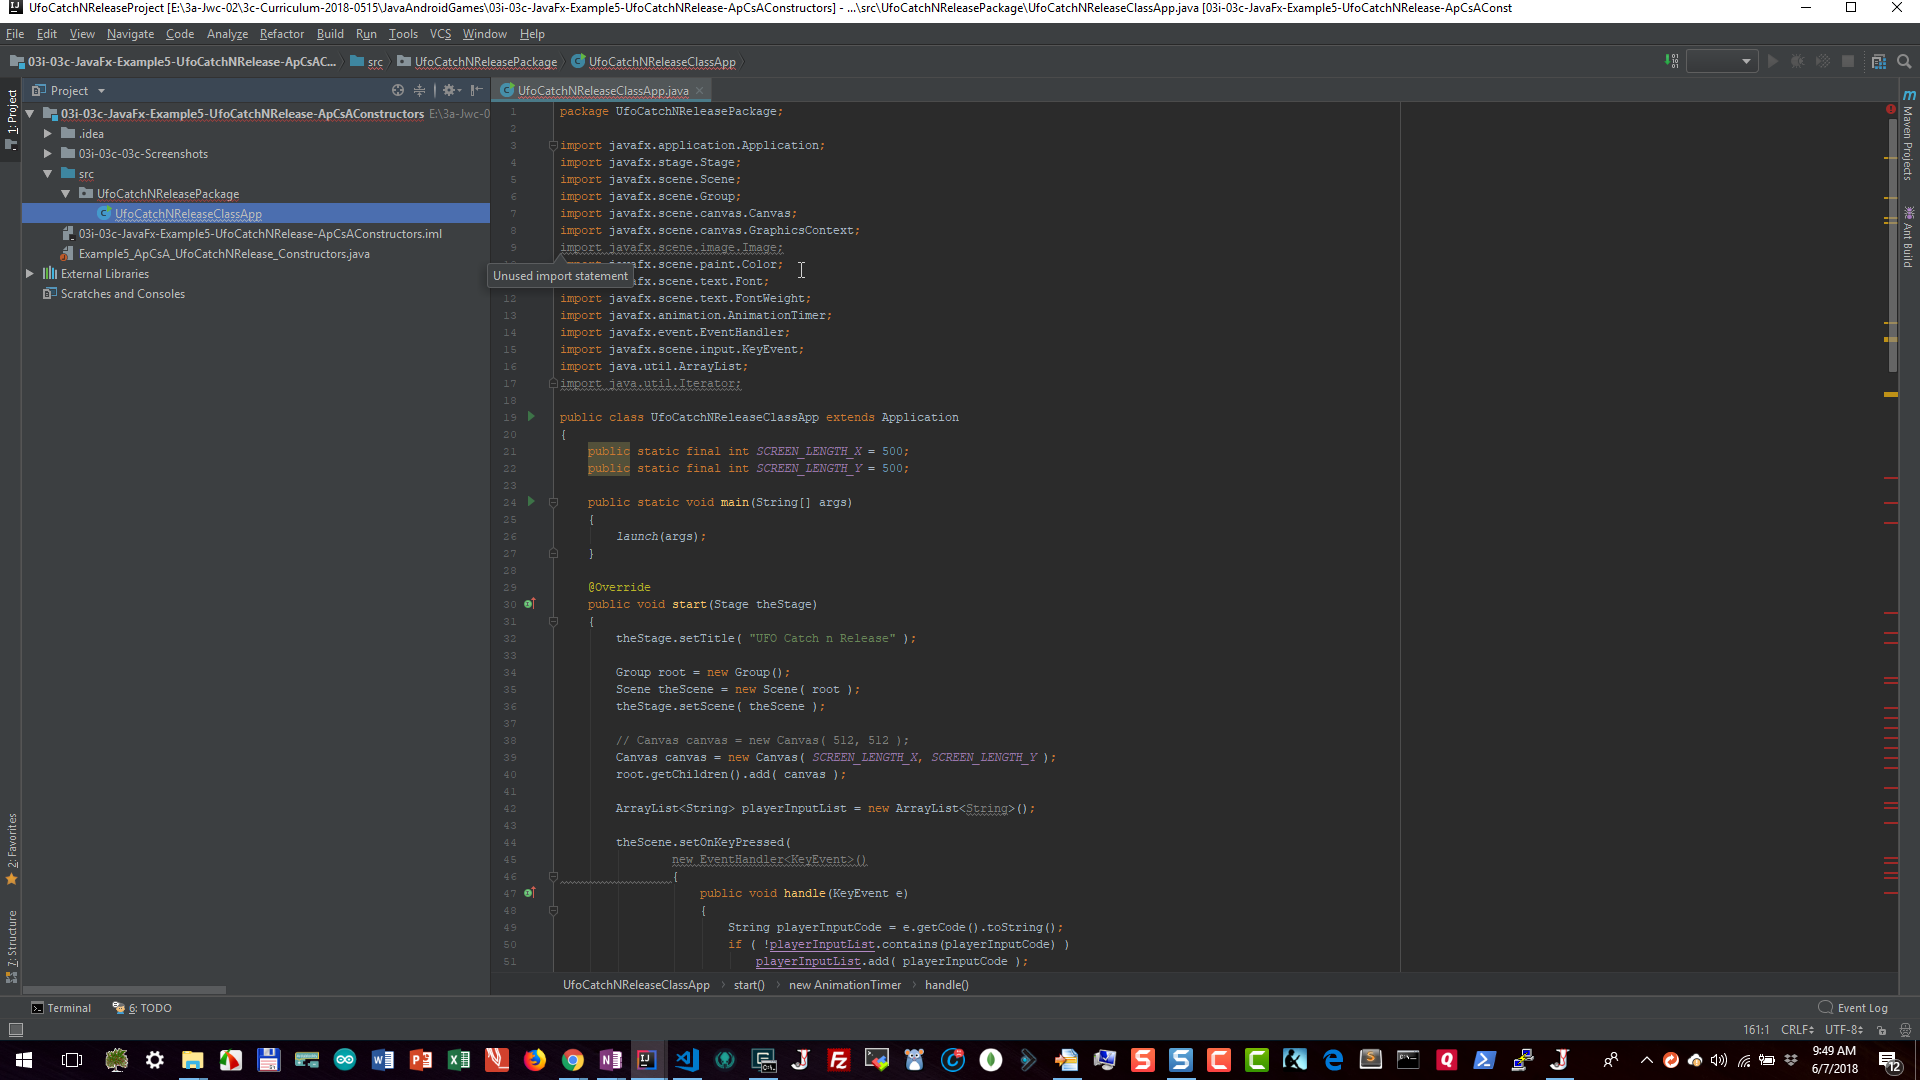 UfoCatchNReleaseProject [E:\3a-Jwc-02\3c-Curriculum-2018-0515\JavaAndroidGames\03i-03c-JavaFx-Example5-UfoCatchNRelease-ApCsAConstructors] - ...\src\UfoCatchNReleasePackage\UfoCatchNReleaseClassApp.java [03i-03c-JavaFx-Example5-UfoCatchNRelease-ApCsAConst
File Edit View Navigate Code Analyze Refactor Build Run Tools VCS Window Help
03i-03c-JavaFx-Example5-UfoCatchNRelease-ApCsAC... src UfoCatchNReleasePackage UfoCatchNReleaseClassApp
Project
UfoCatchNReleaseClassApp.java
1: Project
03i-03c-JavaFx-Example5-UfoCatchNRelease-ApCsAConstructors E:\3a-Jwc-0
.idea
03i-03c-03c-Screenshots
src
UfoCatchNReleasePackage
UfoCatchNReleaseClassApp
03i-03c-JavaFx-Example5-UfoCatchNRelease-ApCsAConstructors.iml
Example5_ApCsA_UfoCatchNRelease_Constructors.java
External Libraries
Scratches and Consoles
2: Favorites
7: Structure
1 package UfoCatchNReleasePackage;
2
3 import javafx.application.Application;
4 import javafx.stage.Stage;
5 import javafx.scene.Scene;
6 import javafx.scene.Group;
7 import javafx.scene.canvas.Canvas;
8 import javafx.scene.canvas.GraphicsContext;
9 import javafx.scene.image.Image;
javafx.scene.paint.Color;
Unused import statement
javafx.scene.text.Font;
12 import javafx.scene.text.FontWeight;
13 import javafx.animation.AnimationTimer;
14 import javafx.event.EventHandler;
15 import javafx.scene.input.KeyEvent;
16 import java.util.ArrayList;
17 import java.util.Iterator;
18
19 public class UfoCatchNReleaseClassApp extends Application
20 {
21 public static final int SCREEN_LENGTH_X = 500;
22 public static final int SCREEN_LENGTH_Y = 500;
23
24 public static void main(String[] args)
25 {
26 launch(args);
27 }
28
29 @Override
30 public void start(Stage theStage)
31 {
32 theStage.setTitle( "UFO Catch n Release" );
33
34 Group root = new Group();
35 Scene theScene = new Scene( root );
36 theStage.setScene( theScene );
37
38 // Canvas canvas = new Canvas( 512, 512 );
39 Canvas canvas = new Canvas( SCREEN_LENGTH_X, SCREEN_LENGTH_Y );
40 root.getChildren().add( canvas );
41
42 ArrayList<String> playerInputList = new ArrayList<String>();
43
44 theScene.setOnKeyPressed(
45 new EventHandler<KeyEvent>()
46 {
47 public void handle(KeyEvent e)
48 {
49 String playerInputCode = e.getCode().toString();
50 if ( !playerInputList.contains(playerInputCode) )
51 playerInputList.add( playerInputCode );
UfoCatchNReleaseClassApp start() new AnimationTimer handle()
Maven Projects
Ant Build
Terminal 6: TODO Event Log
161:1 CRLF UTF-8
9:49 AM
6/7/2018
12